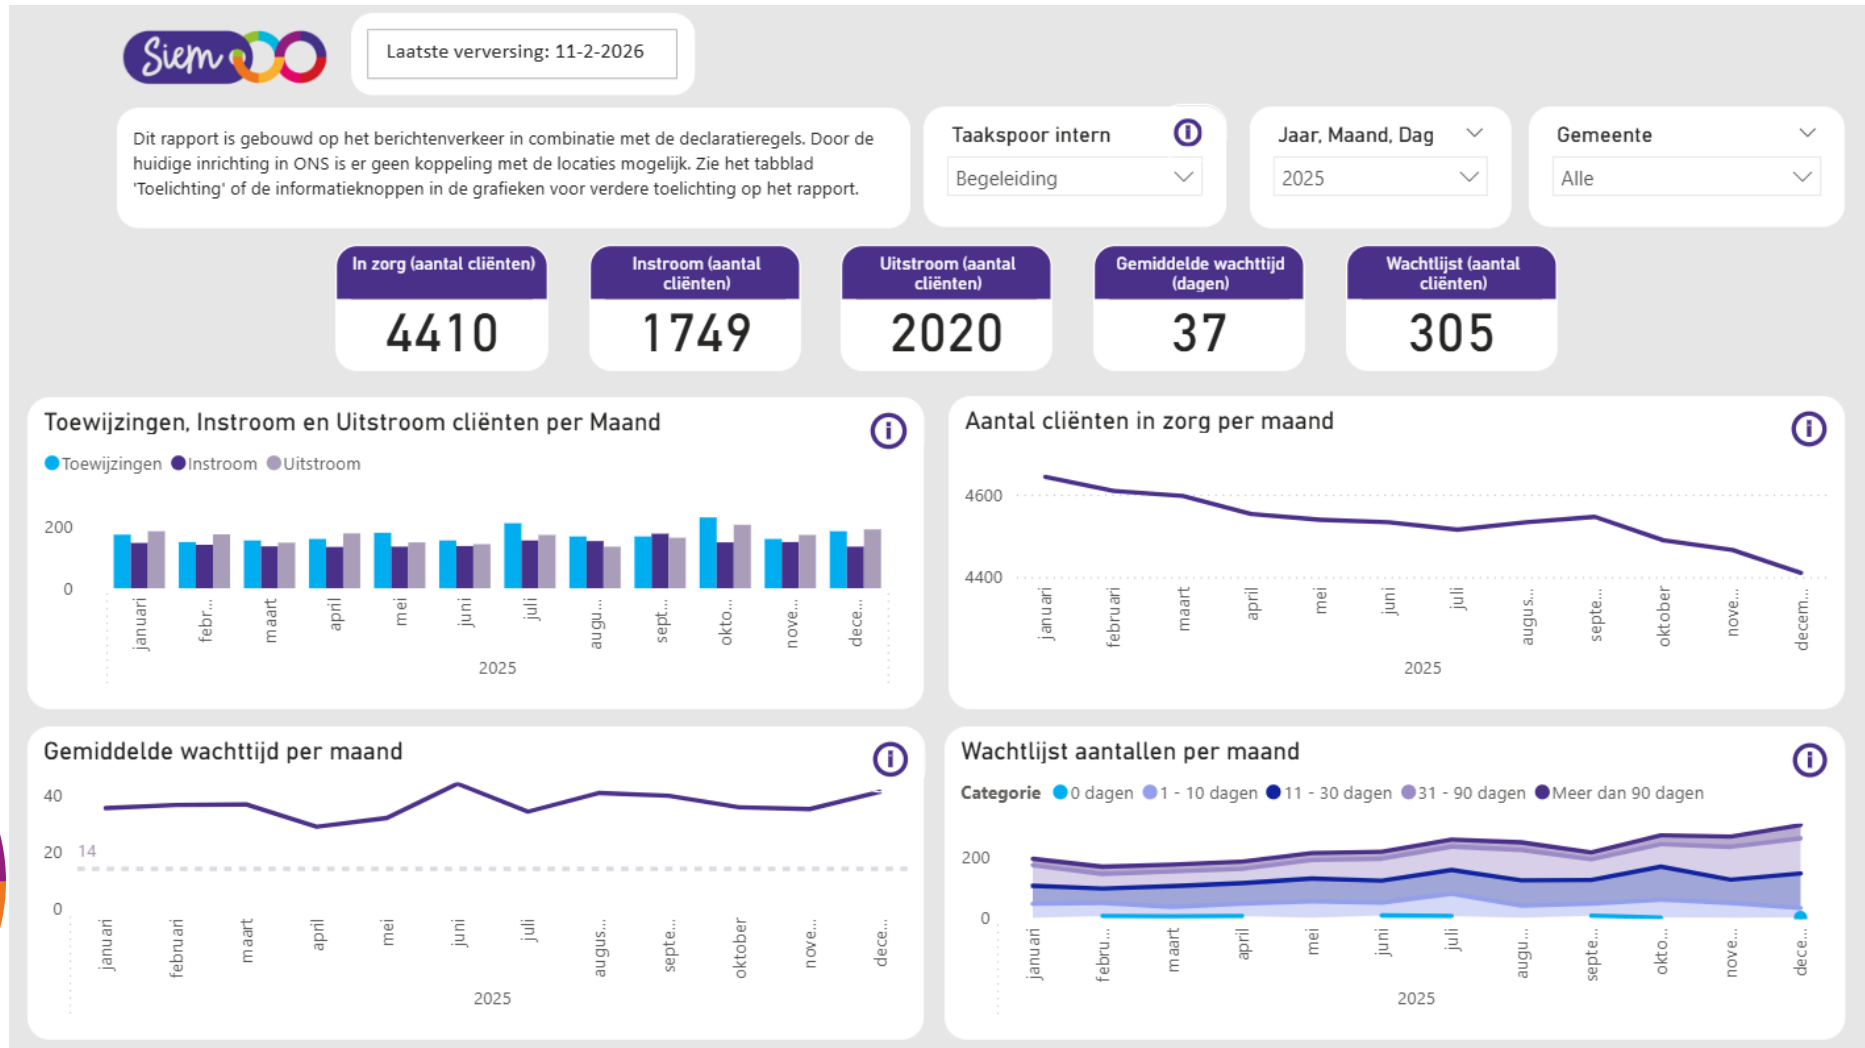 Siem
Laatste verversing: 11-2-2026
Dit rapport is gebouwd op het berichtenverkeer in combinatie met de declaratieregels. Door de
huidige inrichting in ONS is er geen koppeling met de locaties mogelijk. Zie het tabblad
'Toelichting' of de informatieknoppen in de grafieken voor verdere toelichting op het rapport.
Taakspoor intern
i
Begeleiding
Jaar, Maand, Dag
2025
Gemeente
Alle
In zorg (aantal cliënten)
4410
Instroom (aantal
cliënten)
1749
Uitstroom (aantal
cliënten)
2020
Gemiddelde wachttijd
(dagen)
37
Wachtlijst (aantal
cliënten)
305
Toewijzingen, Instroom en Uitstroom cliënten per Maand
i
Toewijzingen Instroom Uitstroom
200
0
januari
febr...
maart
april
mei
juni
juli
augu...
sept...
okto...
nove...
dece...
2025
Aantal cliënten in zorg per maand
i
4600
4400
januari
februari
maart
april
mei
juni
juli
augus...
septe...
oktober
nove...
decem...
2025
Gemiddelde wachttijd per maand
i
40
20
14
0
januari
februari
maart
april
mei
juni
juli
augus...
septe...
oktober
nove...
dece...
2025
Wachtlijst aantallen per maand
i
Categorie 0 dagen 1 - 10 dagen 11 - 30 dagen 31 - 90 dagen Meer dan 90 dagen
200
0
januari
febru...
maart
april
mei
juni
juli
augu...
septe...
okto...
nove...
dece...
2025